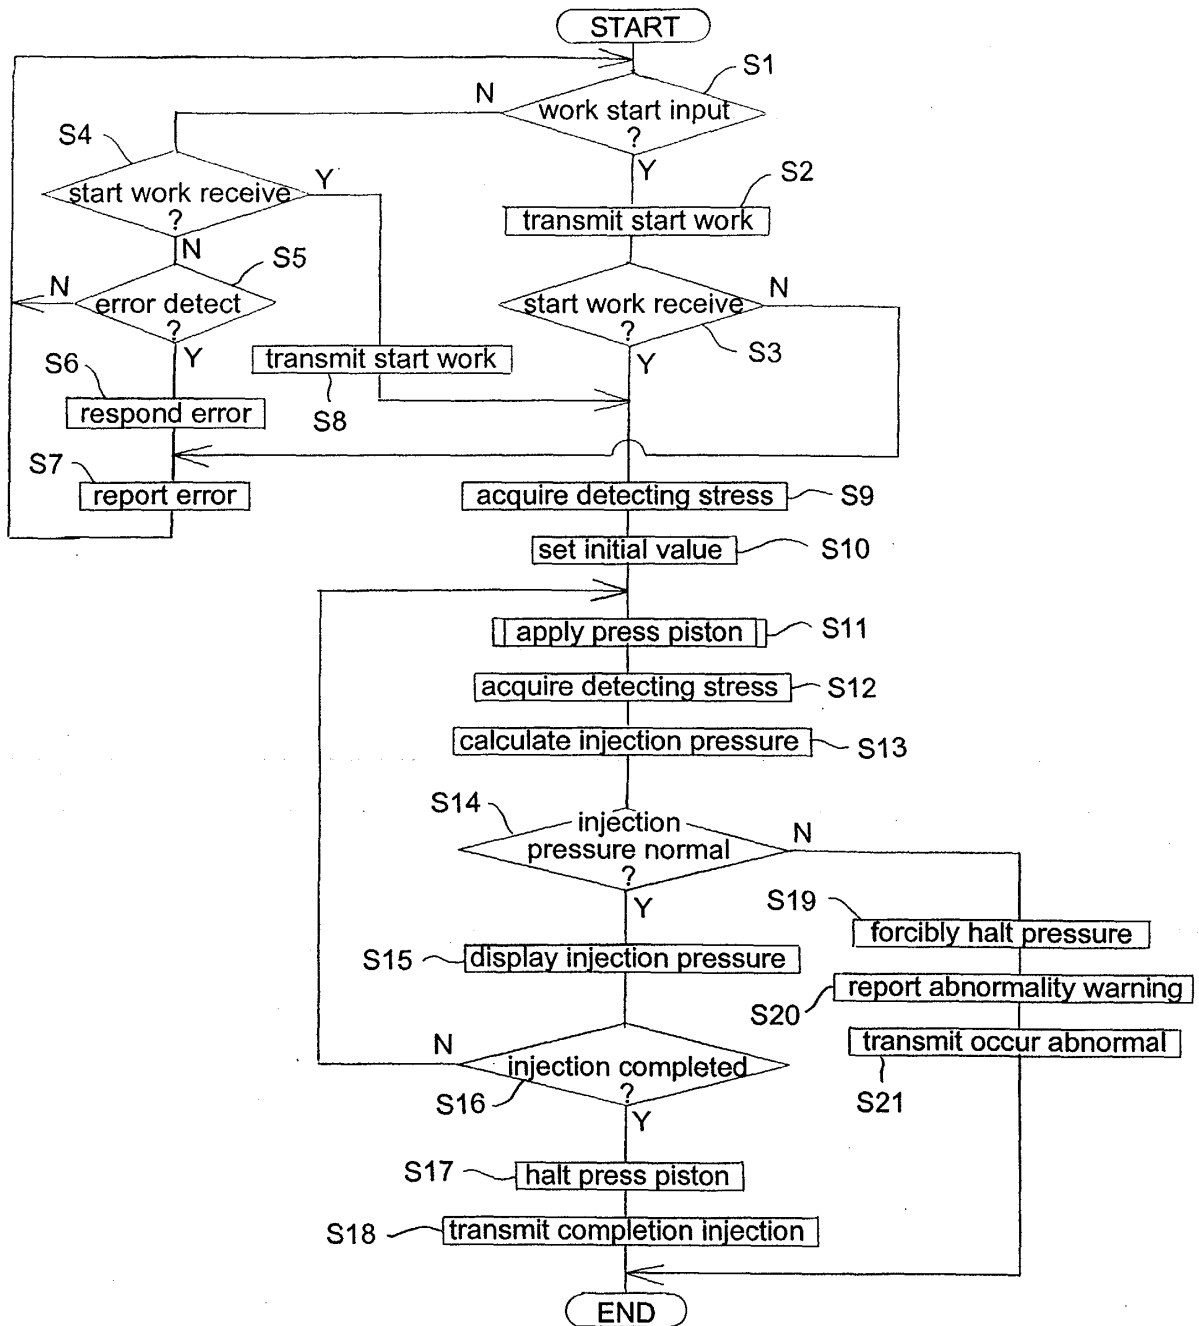 START
S1
N
work start input
?
Y
S4
start work receive
?
Y
N
S2
transmit start work
S5
N
error detect
?
Y
start work receive
?
N
S3
Y
S6
respond error
transmit start work
S8
S7
report error
acquire detecting stress
S9
set initial value
S10
apply press piston
S11
acquire detecting stress
S12
calculate injection pressure
S13
S14
injection
pressure normal
?
N
Y
S15
display injection pressure
S19
forcibly halt pressure
S20
report abnormality warning
transmit occur abnormal
S21
N
injection completed
?
S16
Y
S17
halt press piston
S18
transmit completion injection
END